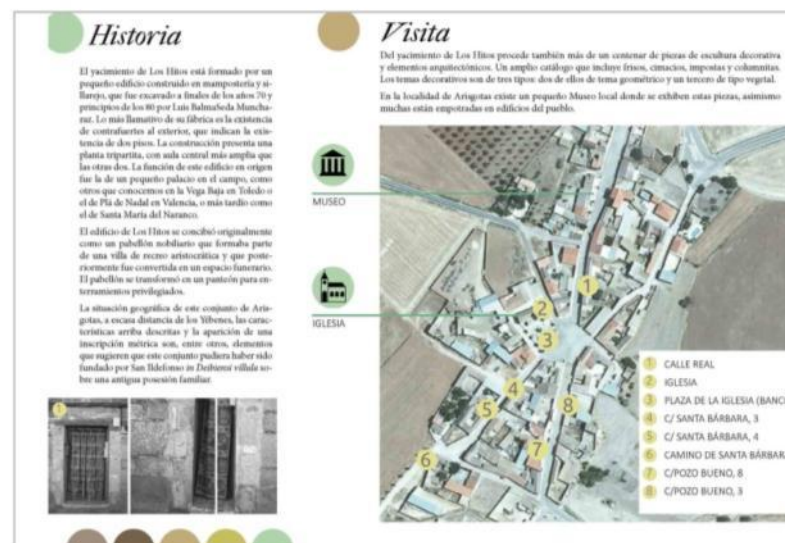 Historia
El yacimiento de Los Hitos está formado por un
pequeño edificio construido en mampostería y si-
llarejo, que fue excavado a finales de los años 70 y
principios de los 80 por Luis BalmaSeda Muncha-
raz. Lo más llamativo de su fábrica es la existencia
de contrafuertes al exterior, que indican la exis-
tencia de dos pisos. La construcción presenta una
planta tripartita, con aula central más amplia que
las otras dos. La función de este edificio en origen
fue la de un pequeño palacio en el campo, como
otros que conocemos en la Vega Baja en Toledo o
el de Plá de Nadal en Valencia, o más tardío como
el de Santa María del Naranco.
El edificio de Los Hitos se concibió originalmente
como un pabellón nobiliario que formaba parte
de una villa de recreo aristocrática y que poste-
riormente fue convertida en un espacio funerario.
El pabellón se transformó en un panteón para en-
terramientos privilegiados.
La situación geográfica de este conjunto de Aris-
gotas, a escasa distancia de los Yébenes, las carac-
terísticas arriba descritas y la aparición de una
inscripción métrica son, entre otros, elementos
que sugieren que este conjunto pudiera haber sido
fundado por San Ildefonso in Deibiensi villula so-
bre una antigua posesión familiar.
1
Visita
Del yacimiento de Los Hitos procede también más de un centenar de piezas de escultura decorativa
y elementos arquitectónicos. Un amplio catálogo que incluye frisos, cimacios, impostas y columnitas.
Los temas decorativos son de tres tipos: dos de ellos de tema geométrico y un tercero de tipo vegetal.
En la localidad de Arisgotas existe un pequeño Museo local donde se exhiben estas piezas, asimismo
muchas están empotradas en edificios del pueblo.
MUSEO
IGLESIA
1
2
3
4
5
8
7
6
1 CALLE REAL
2 IGLESIA
3 PLAZA DE LA IGLESIA (BANC
4 C/ SANTA BÁRBARA, 3
5 C/ SANTA BÁRBARA, 4
6 CAMINO DE SANTA BÁRBARA
7 C/POZO BUENO, 8
8 C/POZO BUENO, 3